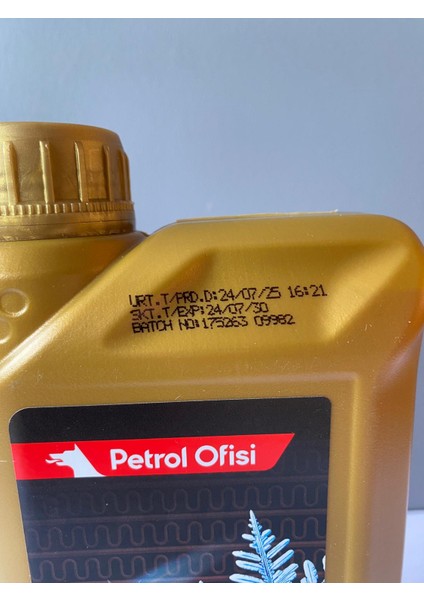 URT.T/PRD.D:24/07/25 16:21
SKT.T/EXP:24/07/30
BATCH NO:175263 09982
Petrol Ofisi